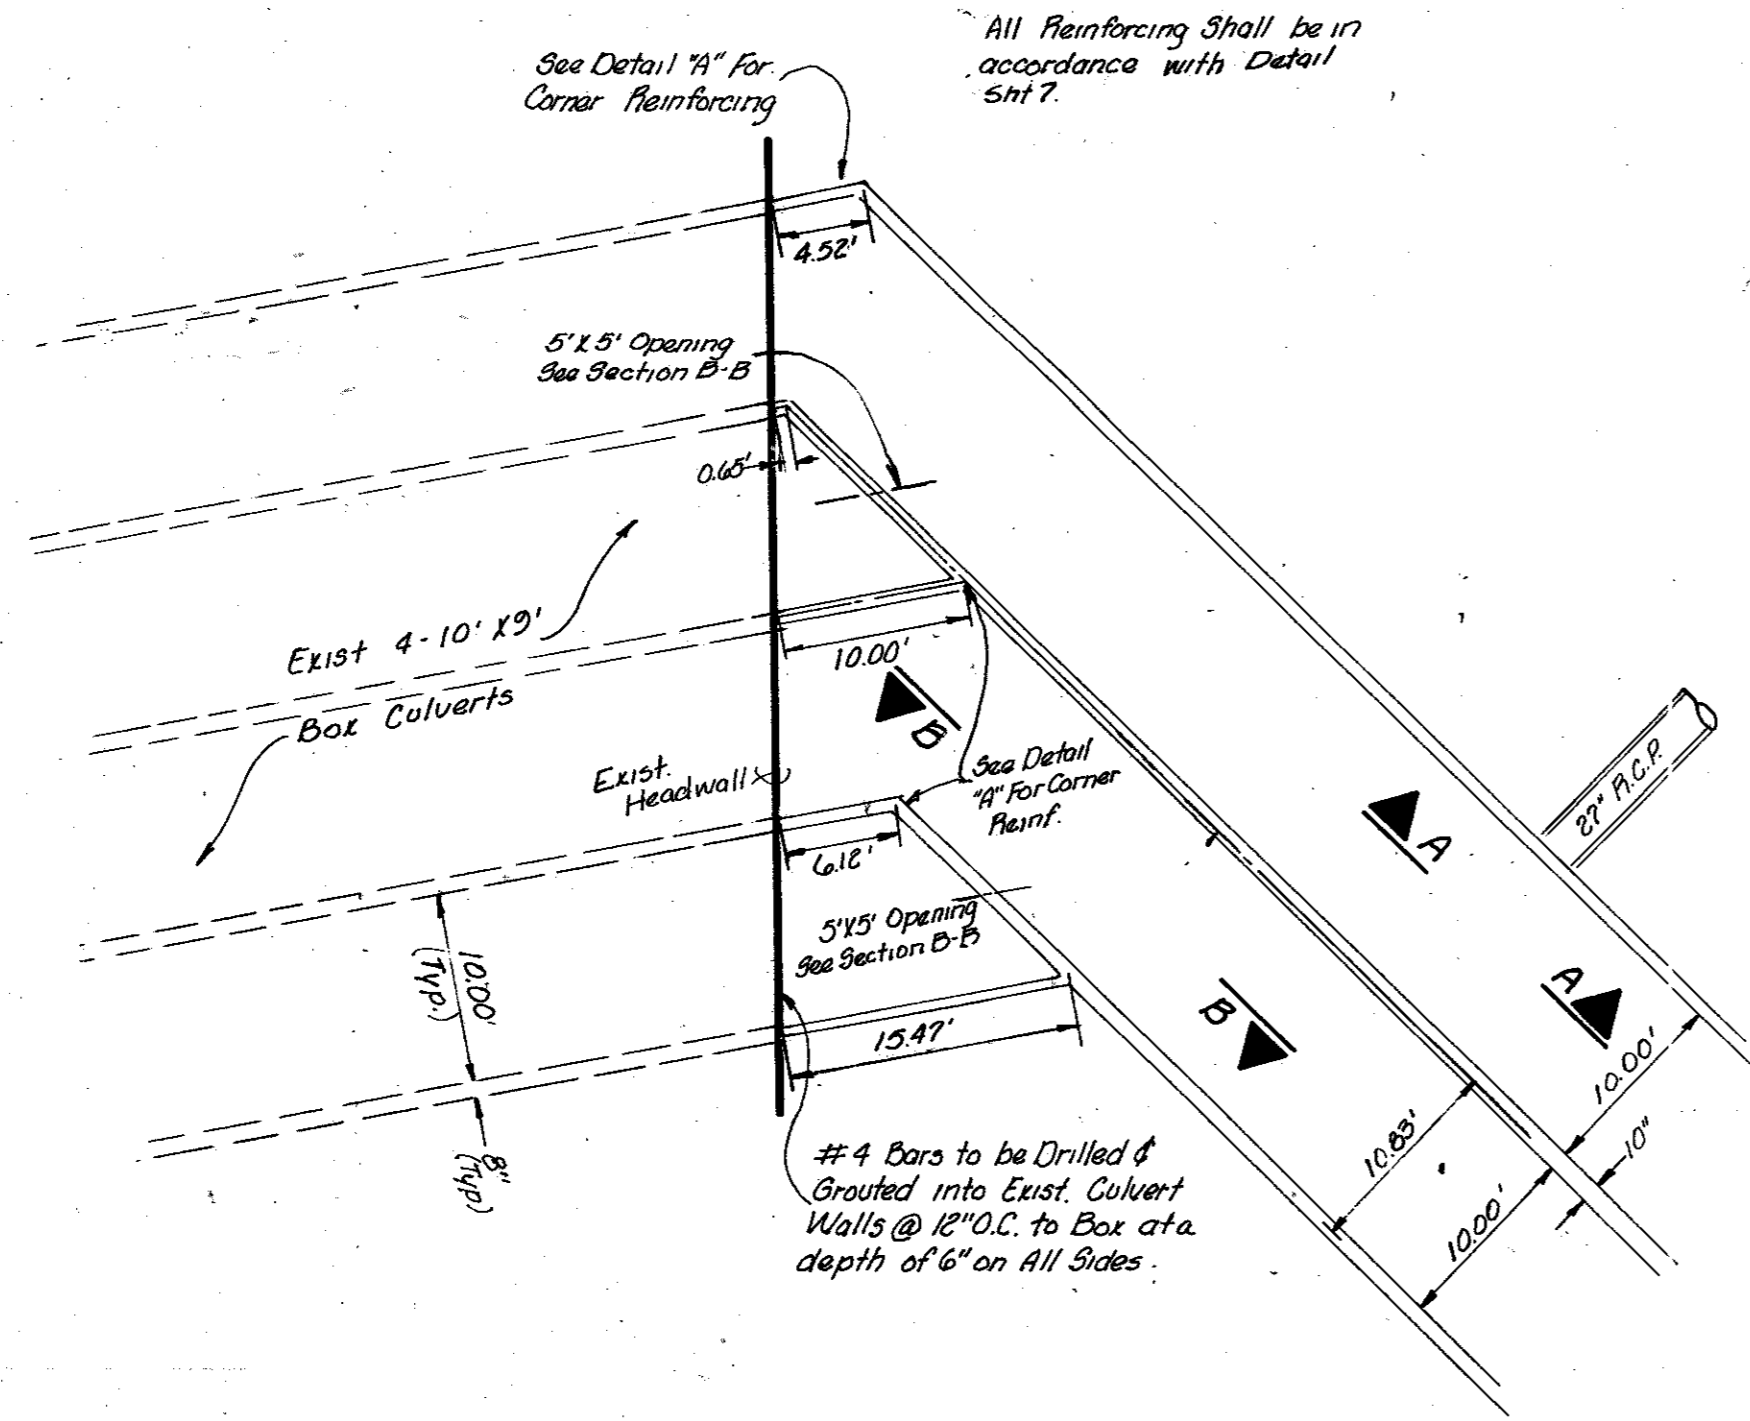 All Reinforcing Shall be in
accordance with Detail
Sht 7.
See Detail "A" For
Corner Reinforcing
4.52'
5'X5' Opening
See Section B-B
0.65'
Exist 4-10' X9'
Box Culverts
10.00'
B
Exist.
Headwall
See Detail
"A" For Corner
Reinf.
6.12'
27" R.C.P.
A
5'X5' Opening
See Section B-B
10.00'
(Typ.)
15.47'
B
A
10.00'
10"
10.83'
10.00'
8"
(Typ)
#4 Bars to be Drilled &
Grouted into Exist. Culvert
Walls @ 12" O.C. to Box at a
depth of 6" on All Sides.